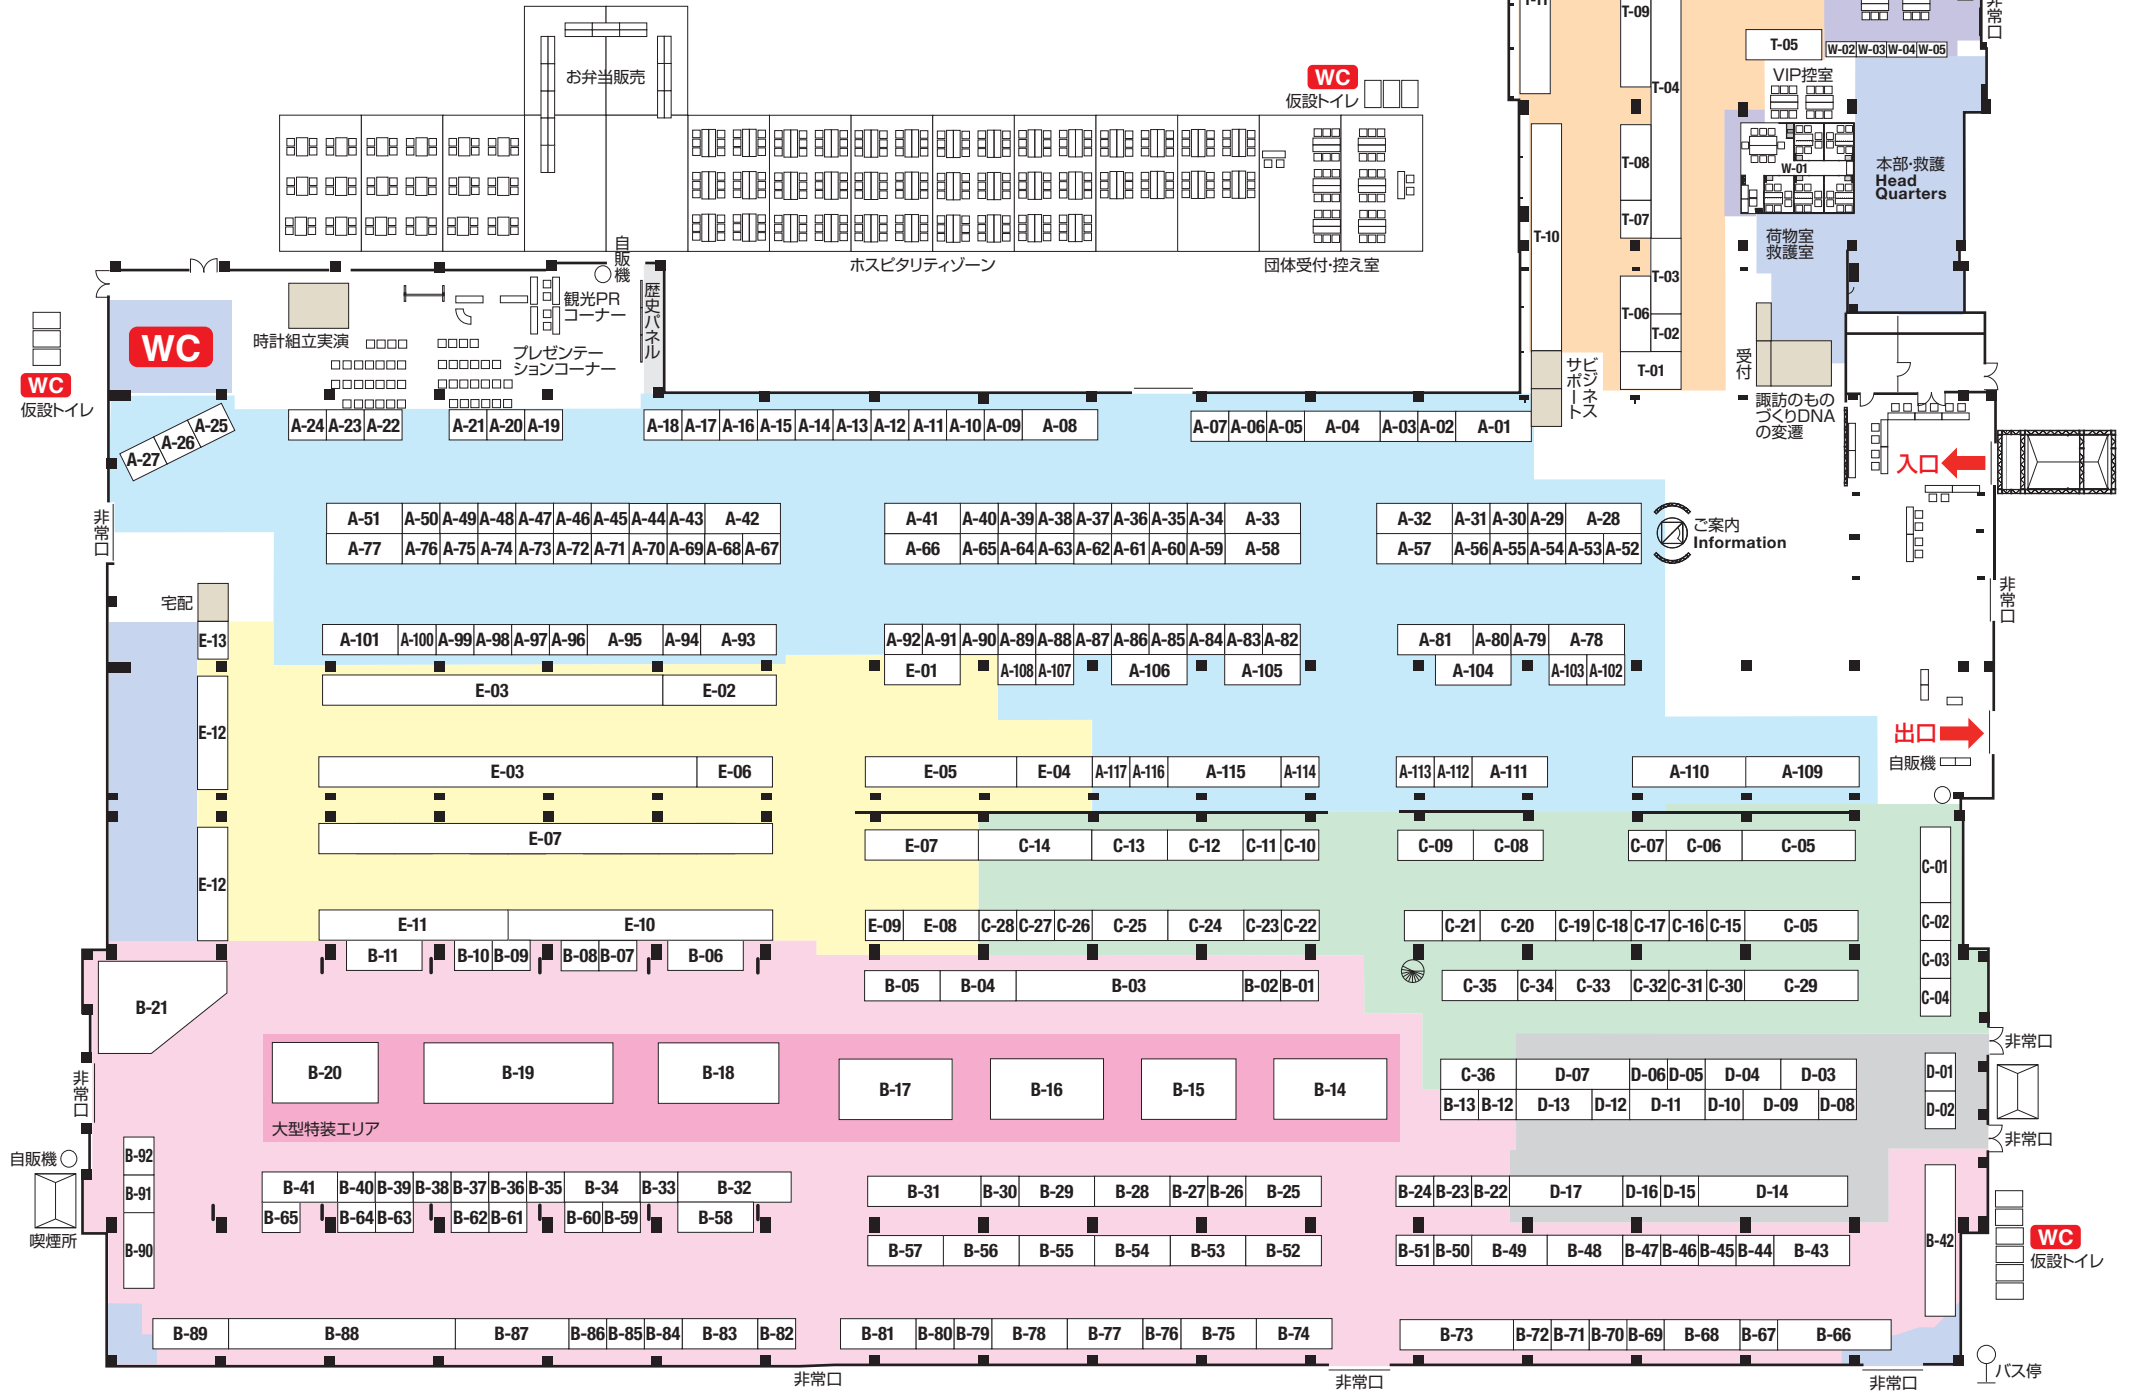 T-11
T-09
非常口
T-05
W-02 W-03 W-04 W-05
お弁当販売
WC
仮設トイレ
VIP控室
T-04
T-08
W-01
本部・救護
Head
Quarters
T-07
T-10
荷物室
救護室
自販機
ホスピタリティゾーン
団体受付・控え室
T-03
歴史パネル
観光PR
コーナー
T-06
T-02
WC
時計組立実演
プレゼンテー
ションコーナー
WC
仮設トイレ
T-01
受付
ビジネス
サポート
諏訪のもの
づくりDNA
の変遷
A-27 A-26 A-25
A-24 A-23 A-22
A-21 A-20 A-19
A-18 A-17 A-16 A-15 A-14 A-13 A-12 A-11 A-10 A-09 A-08
A-07 A-06 A-05 A-04 A-03 A-02 A-01
入口
非常口
A-51 A-50 A-49 A-48 A-47 A-46 A-45 A-44 A-43 A-42
A-41 A-40 A-39 A-38 A-37 A-36 A-35 A-34 A-33
A-32 A-31 A-30 A-29 A-28
ご案内
Information
A-77 A-76 A-75 A-74 A-73 A-72 A-71 A-70 A-69 A-68 A-67
A-66 A-65 A-64 A-63 A-62 A-61 A-60 A-59 A-58
A-57 A-56 A-55 A-54 A-53 A-52
非常口
宅配
E-13
A-101 A-100 A-99 A-98 A-97 A-96 A-95 A-94 A-93
A-92 A-91 A-90 A-89 A-88 A-87 A-86 A-85 A-84 A-83 A-82
A-81 A-80 A-79 A-78
E-01 A-108 A-107 A-106 A-105
A-104 A-103 A-102
E-03 E-02
E-12
出口
自販機
E-03 E-06
E-05 E-04 A-117 A-116 A-115 A-114
A-113 A-112 A-111
A-110 A-109
E-07
E-07 C-14 C-13 C-12 C-11 C-10
C-09 C-08
C-07 C-06 C-05
C-01
E-12
E-11 E-10
E-09 E-08 C-28 C-27 C-26 C-25 C-24 C-23 C-22
C-21 C-20 C-19 C-18 C-17 C-16 C-15 C-05
C-02
B-11 B-10 B-09 B-08 B-07 B-06
C-03
B-05 B-04 B-03 B-02 B-01
C-35 C-34 C-33 C-32 C-31 C-30 C-29
C-04
B-21
非常口
B-20 B-19 B-18 B-17 B-16 B-15 B-14
大型特装エリア
C-36 D-07 D-06 D-05 D-04 D-03
D-01
B-13 B-12 D-13 D-12 D-11 D-10 D-09 D-08
D-02
非常口
非常口
自販機
喫煙所
B-92
B-91
B-90
B-41 B-40 B-39 B-38 B-37 B-36 B-35 B-34 B-33 B-32
B-31 B-30 B-29 B-28 B-27 B-26 B-25
B-24 B-23 B-22 D-17 D-16 D-15 D-14
B-65 B-64 B-63 B-62 B-61 B-60 B-59 B-58
B-57 B-56 B-55 B-54 B-53 B-52
B-51 B-50 B-49 B-48 B-47 B-46 B-45 B-44 B-43
B-42
WC
仮設トイレ
B-89 B-88 B-87 B-86 B-85 B-84 B-83 B-82
B-81 B-80 B-79 B-78 B-77 B-76 B-75 B-74
B-73 B-72 B-71 B-70 B-69 B-68 B-67 B-66
非常口
非常口
非常口
バス停